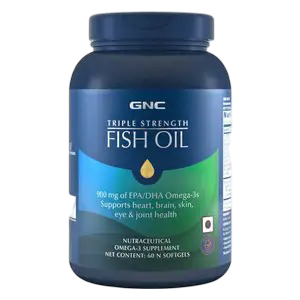 GNC
TRIPLE STRENGTH
FISH OIL
900 mg of EPA/DHA Omega-3s
Supports heart, brain, skin,
eye & joint health
NUTRACEUTICAL
OMEGA-3 SUPPLEMENT
NET CONTENT: 60 N SOFTGELS